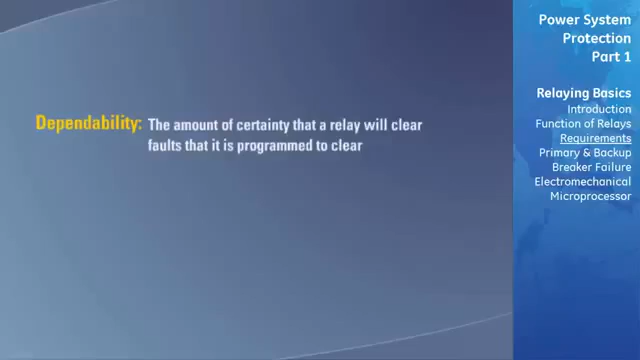 Dependability: The amount of certainty that a relay will clear
faults that it is programmed to clear
Power System
Protection
Part 1
Relaying Basics
Introduction
Function of Relays
Requirements
Primary & Backup
Breaker Failure
Electromechanical
Microprocessor